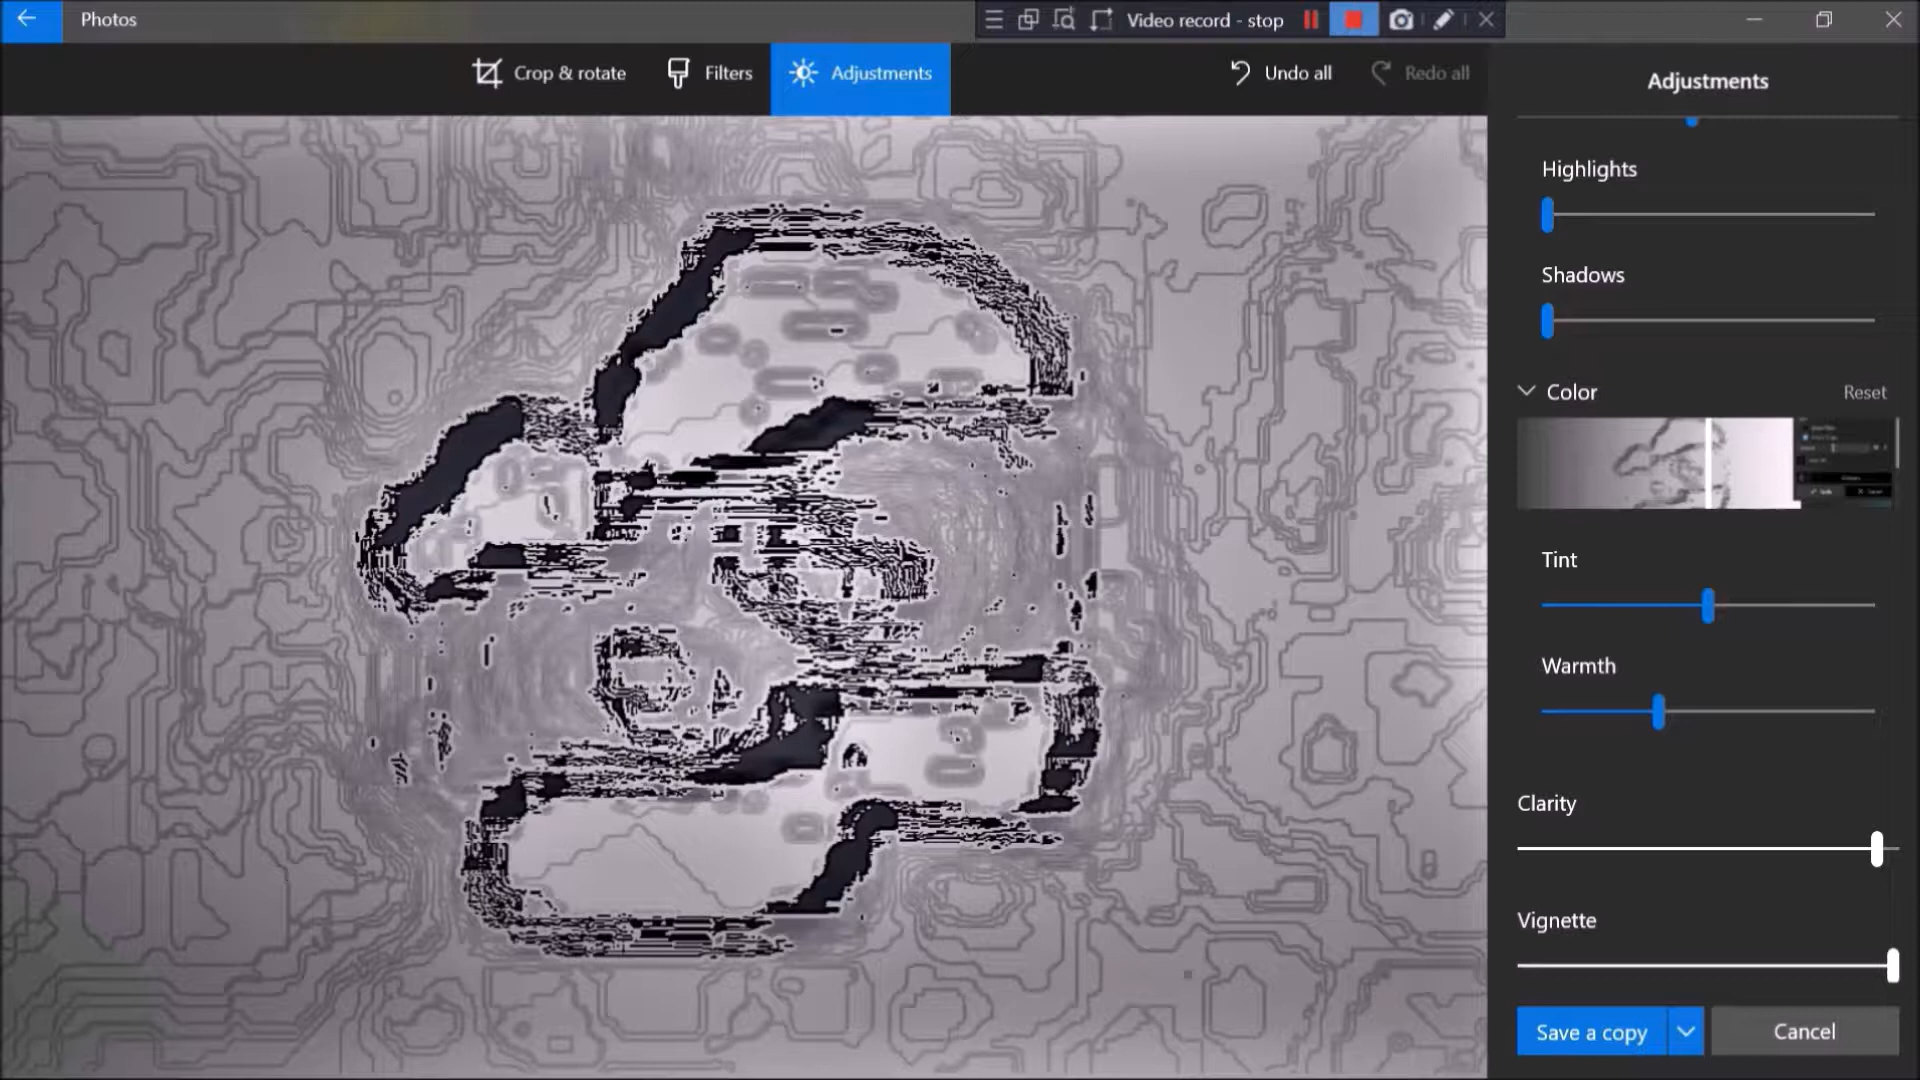 Photos
Video record - stop
Crop & rotate
Filters
Adjustments
Undo all
Redo all
Adjustments
Highlights
Shadows
Color
Reset
Tint
Warmth
Clarity
Vignette
Save a copy
Cancel